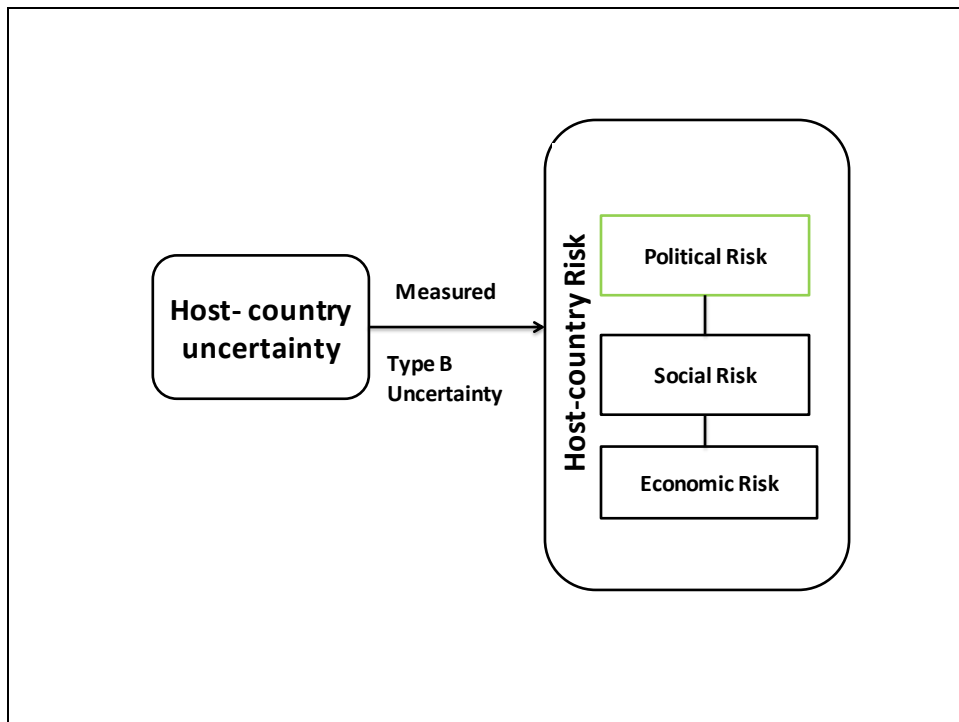 Host- country
uncertainty
Measured
Type B
Uncertainty
Host-country Risk
Political Risk
Social Risk
Economic Risk